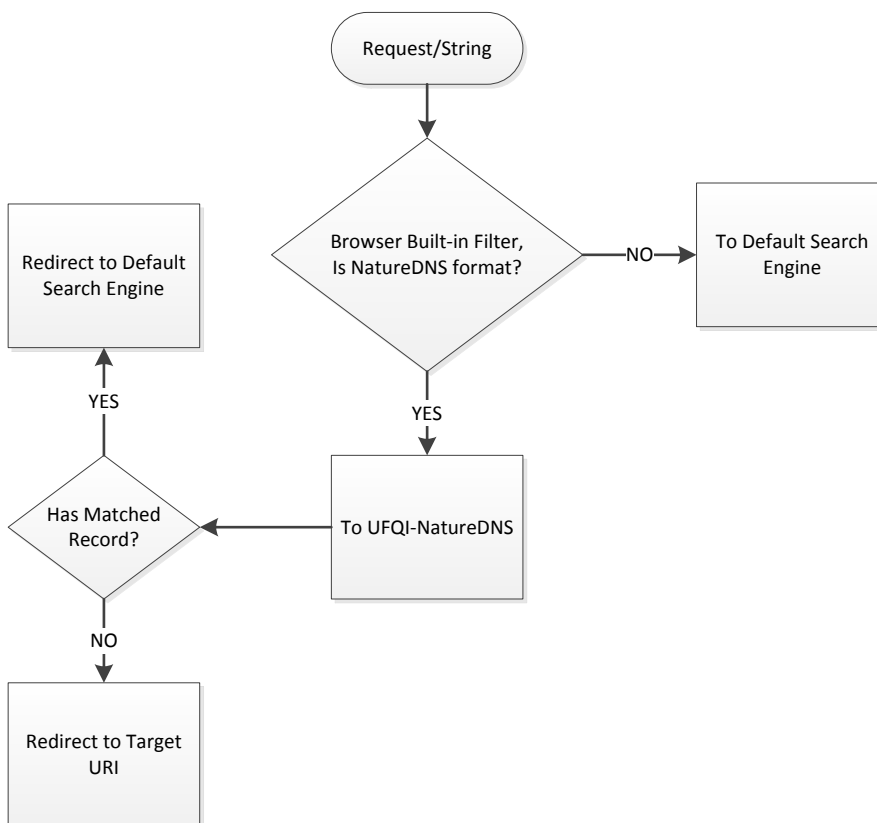 Request/String
Browser Built-in Filter,
Is NatureDNS format?
NO
To Default Search
Engine
YES
To UFQI-NatureDNS
Has Matched
Record?
YES
Redirect to Default
Search Engine
NO
Redirect to Target
URI